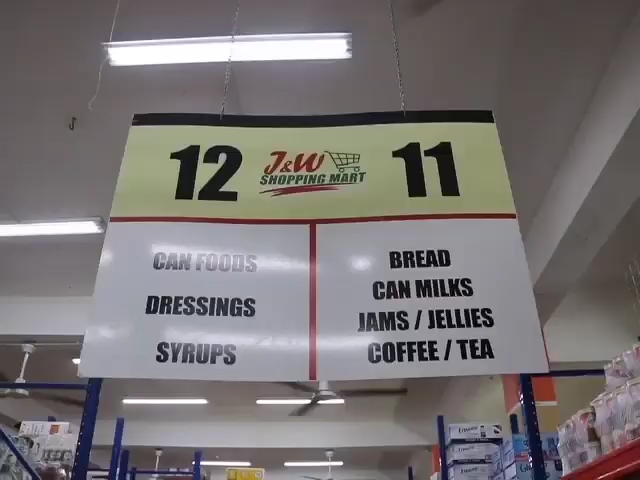 12
J&W
SHOPPING MART
11
CAN FOODS
DRESSINGS
SYRUPS
BREAD
CAN MILKS
JAMS / JELLIES
COFFEE / TEA